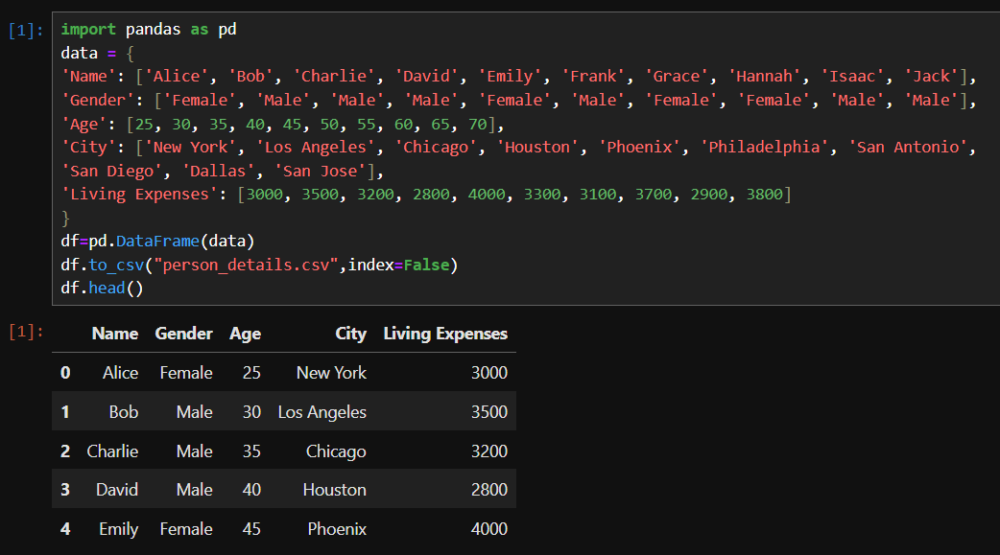 [1]:
import pandas as pd
data = {
'Name': ['Alice', 'Bob', 'Charlie', 'David', 'Emily', 'Frank', 'Grace', 'Hannah', 'Isaac', 'Jack'],
'Gender': ['Female', 'Male', 'Male', 'Male', 'Female', 'Male', 'Female', 'Female', 'Male', 'Male'],
'Age': [25, 30, 35, 40, 45, 50, 55, 60, 65, 70],
'City': ['New York', 'Los Angeles', 'Chicago', 'Houston', 'Phoenix', 'Philadelphia', 'San Antonio',
'San Diego', 'Dallas', 'San Jose'],
'Living Expenses': [3000, 3500, 3200, 2800, 4000, 3300, 3100, 3700, 2900, 3800]
}
df=pd.DataFrame(data)
df.to_csv("person_details.csv",index=False)
df.head()
[1]:
Name Gender Age City Living Expenses
0 Alice Female 25 New York 3000
1 Bob Male 30 Los Angeles 3500
2 Charlie Male 35 Chicago 3200
3 David Male 40 Houston 2800
4 Emily Female 45 Phoenix 4000